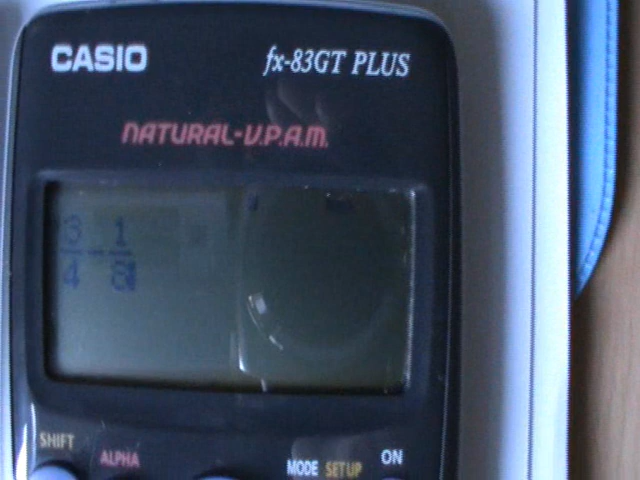 CASIO fx-83GT PLUS
NATURAL-V.P.A.M.
3/4 - 1/8
SHIFT ALPHA MODE SETUP ON